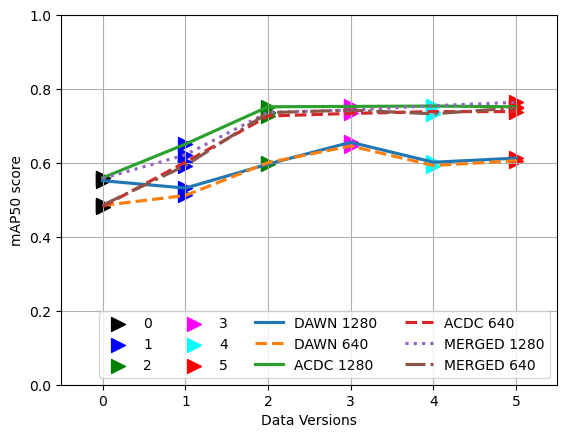 1.0
0.8
0.6
0.4
0.2
0.0
mAP50 score
0 3 DAWN 1280 ACDC 640
1 4 DAWN 640 MERGED 1280
2 5 ACDC 1280 MERGED 640
0 1 2 3 4 5
Data Versions